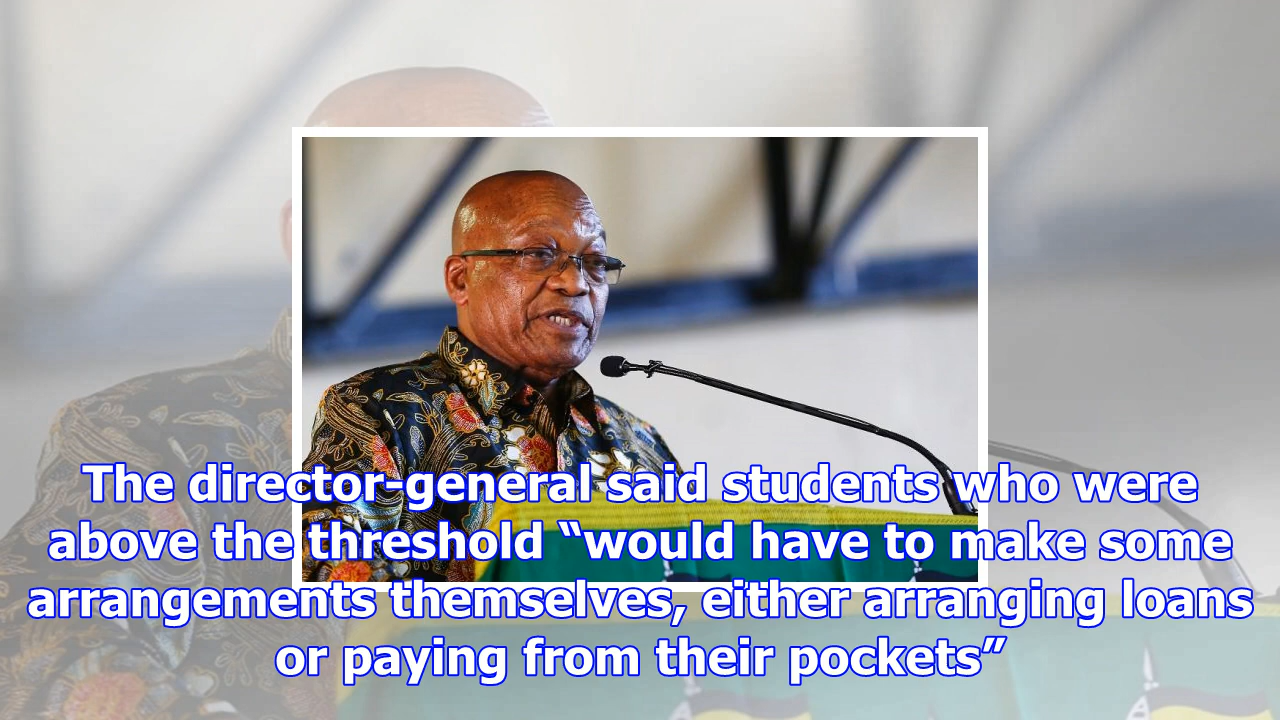 The director-general said students who were
above the threshold “would have to make some
arrangements themselves, either arranging loans
or paying from their pockets”